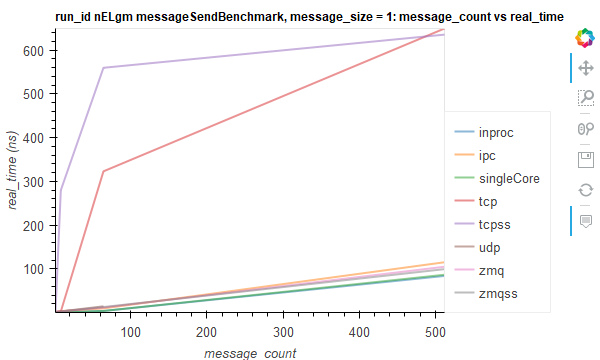 run_id nELgm messageSendBenchmark, message_size = 1: message_count vs real_time
600
500
400
300
200
100
real_time (ns)
100
200
300
400
500
message_count
inproc
ipc
singleCore
tcp
tcpss
udp
zmq
zmqss